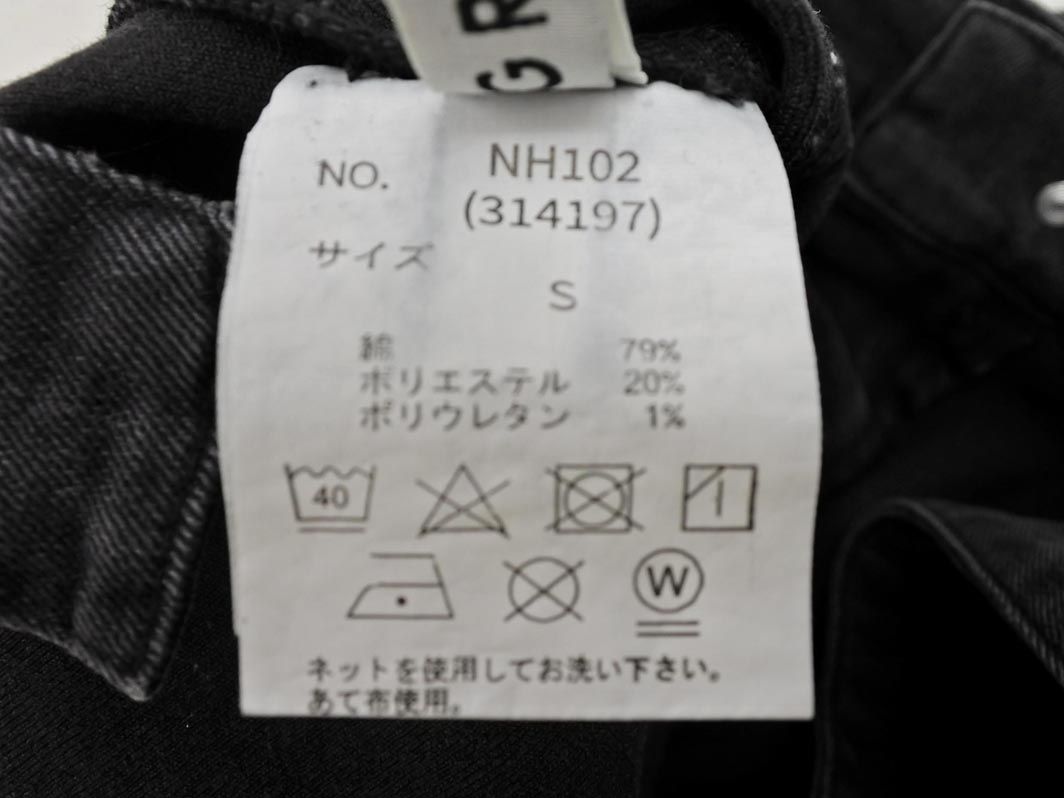 G R
NO. NH102
(314197)
サイズ
S
綿 79%
ポリエステル 20%
ポリウレタン 1%
40
W
ネットを使用してお洗い下さい。
あて布使用。